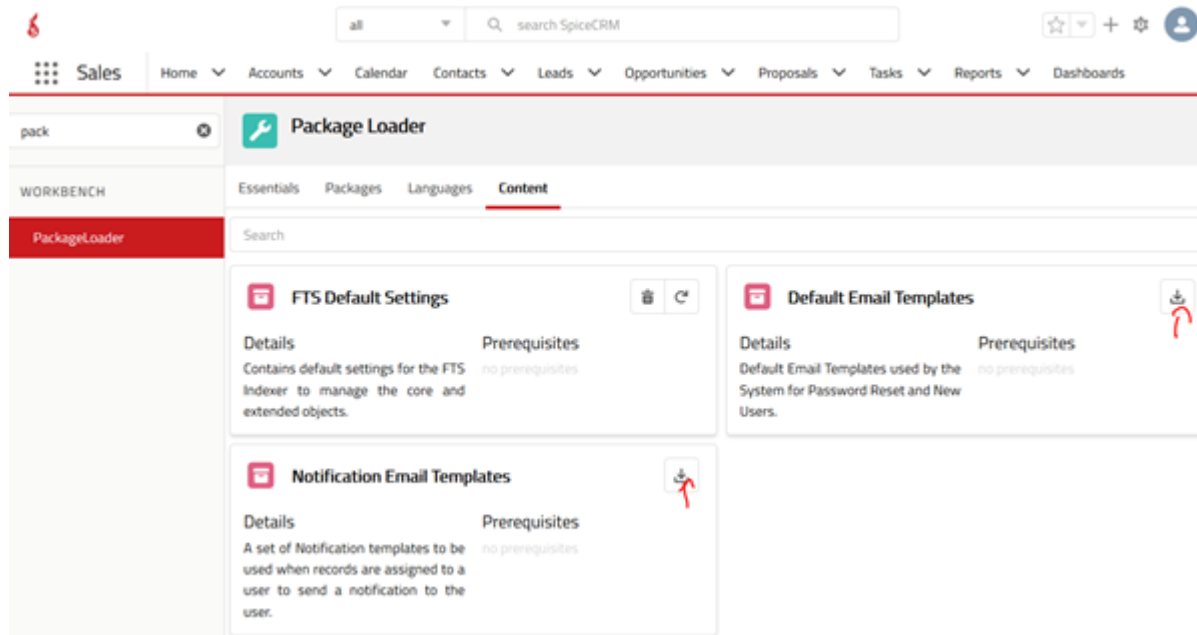 all
search SpiceCRM
Sales
Home
Accounts
Calendar
Contacts
Leads
Opportunities
Proposals
Tasks
Reports
Dashboards
pack
Package Loader
WORKBENCH
Essentials
Packages
Languages
Content
PackageLoader
Search
FTS Default Settings
Details
Prerequisites
Contains default settings for the FTS
Indexer to manage the core and
extended objects.
no prerequisites
Default Email Templates
Details
Prerequisites
Default Email Templates used by the
System for Password Reset and New
Users.
no prerequisites
Notification Email Templates
Details
Prerequisites
A set of Notification templates to be
used when records are assigned to a
user to send a notification to the
user.
no prerequisites